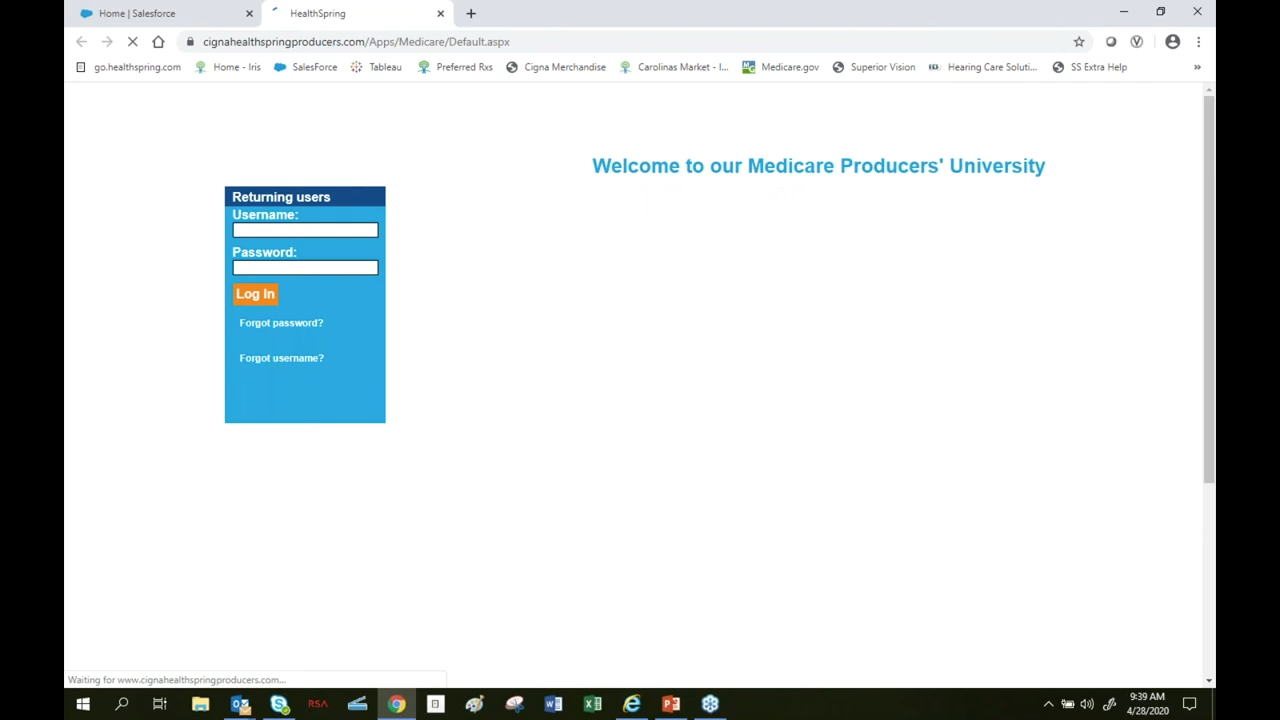 Home | Salesforce
HealthSpring
cignahealthspringproducers.com/Apps/Medicare/Default.aspx
go.healthspring.com Home - Iris SalesForce Tableau Preferred Rxs Cigna Merchandise Carolinas Market - I... Medicare.gov Superior Vision Hearing Care Soluti... SS Extra Help »
Welcome to our Medicare Producers' University
Returning users
Username:
Password:
Log In
Forgot password?
Forgot username?
Waiting for www.cignahealthspringproducers.com...
RSA
9:39 AM
4/28/2020